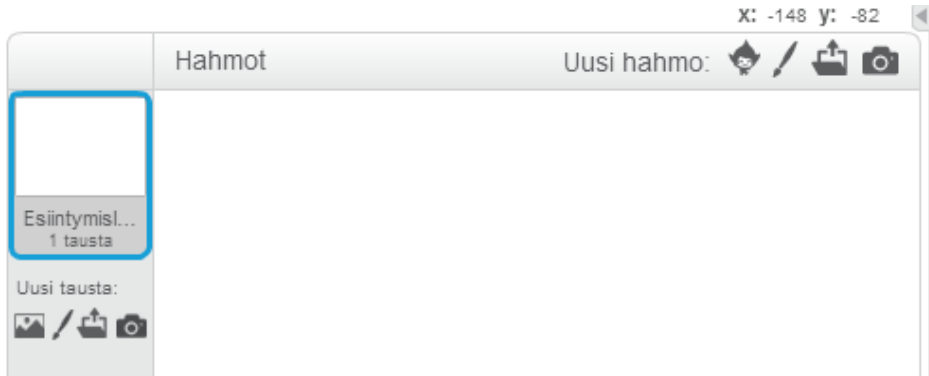 x: -148 y: -82
Hahmot Uusi hahmo:
Esiintymisl...
1 tausta
Uusi tausta: